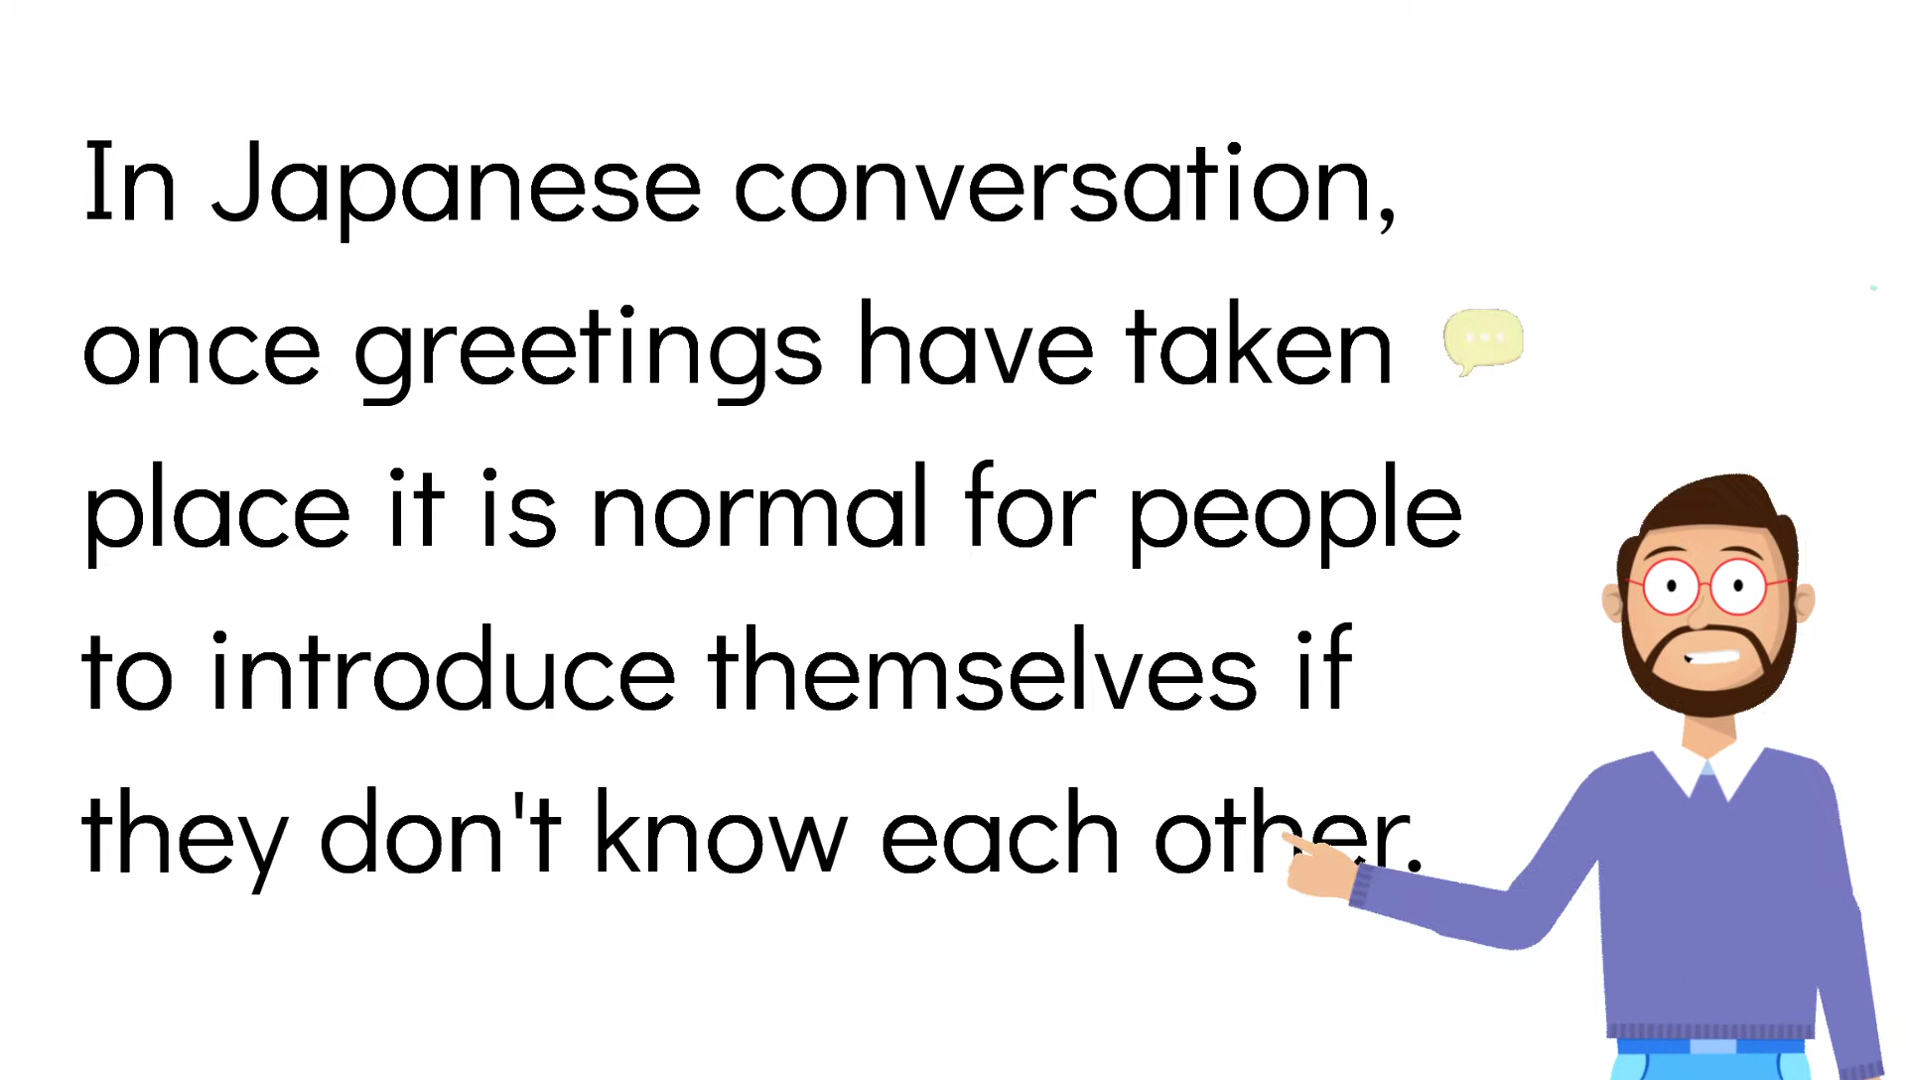 In Japanese conversation,
once greetings have taken
place it is normal for people
to introduce themselves if
they don't know each other.